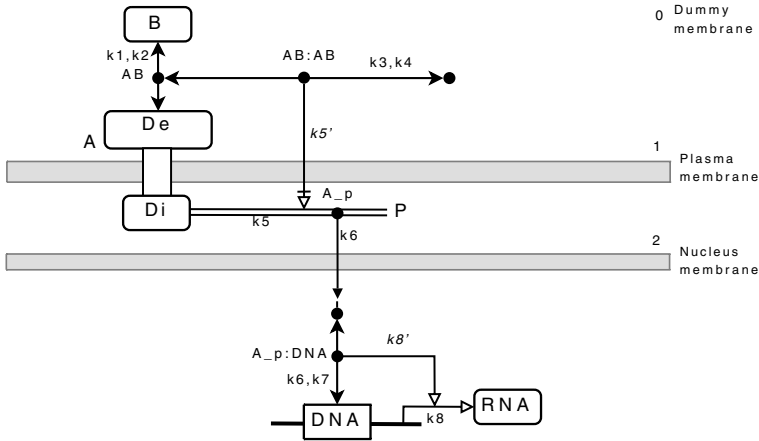 B
0 Dummy
membrane
k1,k2
AB
AB:AB
k3,k4
De
A
k5'
1 Plasma
membrane
A_p
Di
P
k5
k6
2 Nucleus
membrane
A_p:DNA
k8'
k6,k7
DNA
k8
RNA